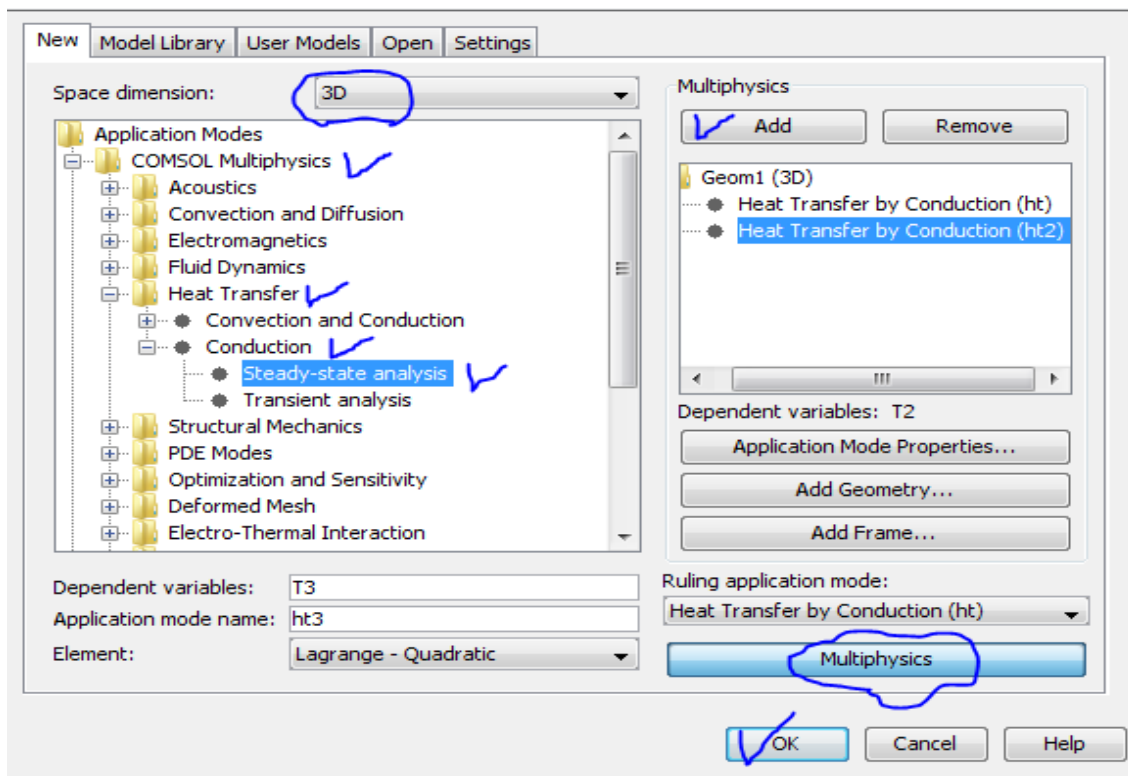 New Model Library User Models Open Settings
Space dimension: 3D
Application Modes
COMSOL Multiphysics
Acoustics
Convection and Diffusion
Electromagnetics
Fluid Dynamics
Heat Transfer
Convection and Conduction
Conduction
Steady-state analysis
Transient analysis
Structural Mechanics
PDE Modes
Optimization and Sensitivity
Deformed Mesh
Electro-Thermal Interaction
Dependent variables: T3
Application mode name: ht3
Element: Lagrange - Quadratic
Multiphysics
Add Remove
Geom1 (3D)
Heat Transfer by Conduction (ht)
Heat Transfer by Conduction (ht2)
Dependent variables: T2
Application Mode Properties...
Add Geometry...
Add Frame...
Ruling application mode:
Heat Transfer by Conduction (ht)
Multiphysics
OK Cancel Help